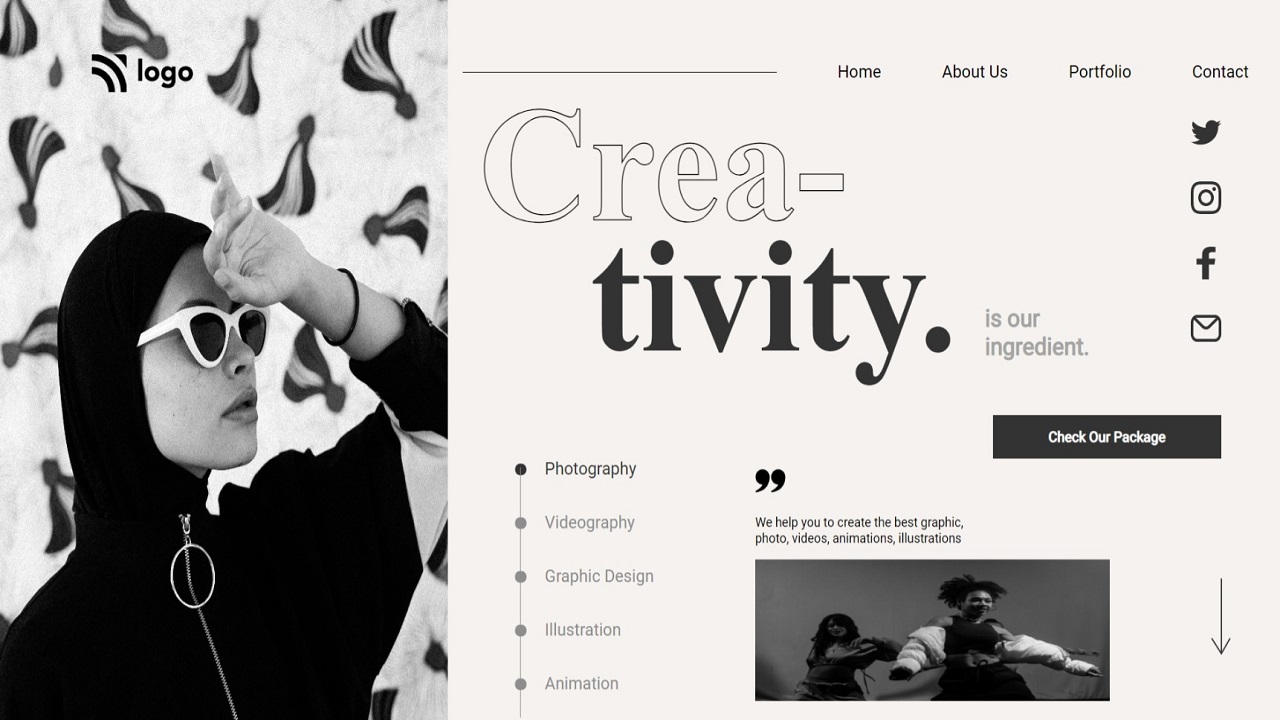 logo
Home About Us Portfolio Contact
Crea-
tivity.
is our
ingredient.
Check Our Package
Photography
Videography
Graphic Design
Illustration
Animation
❟❟
We help you to create the best graphic,
photo, videos, animations, illustrations